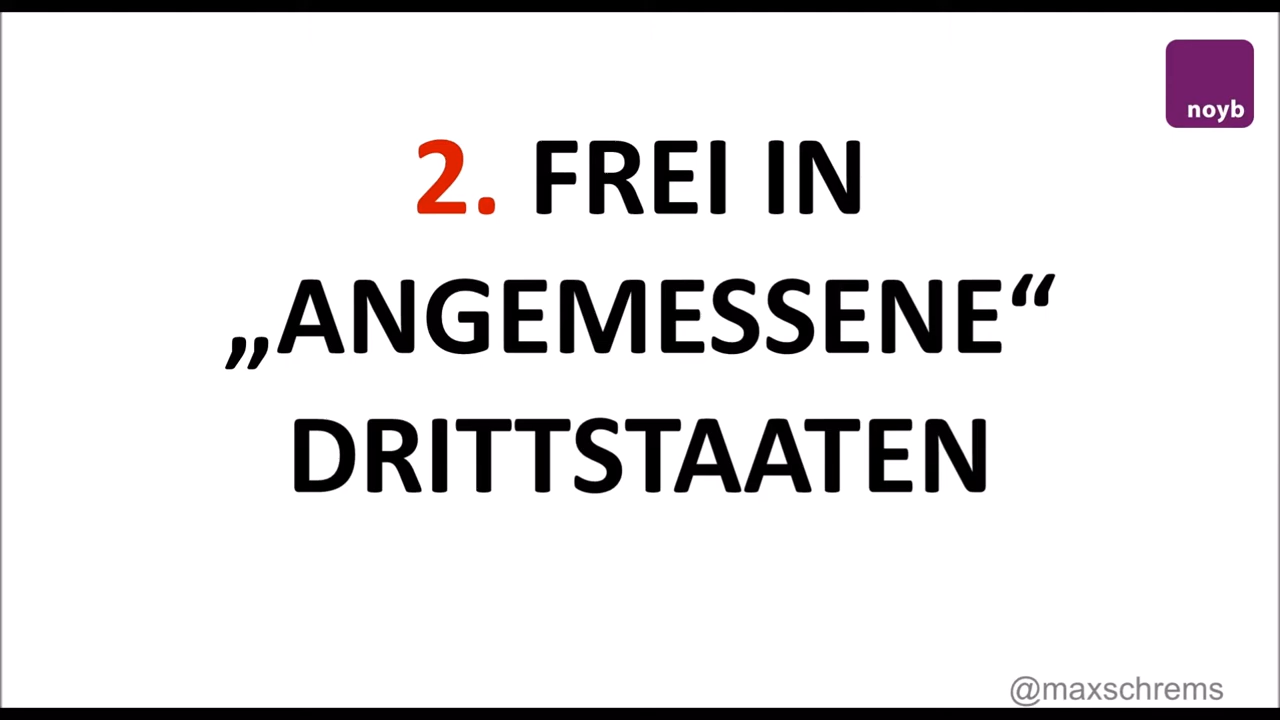 noyb
2. FREI IN
„ANGEMESSENE“
DRITTSTAATEN
@maxschrems